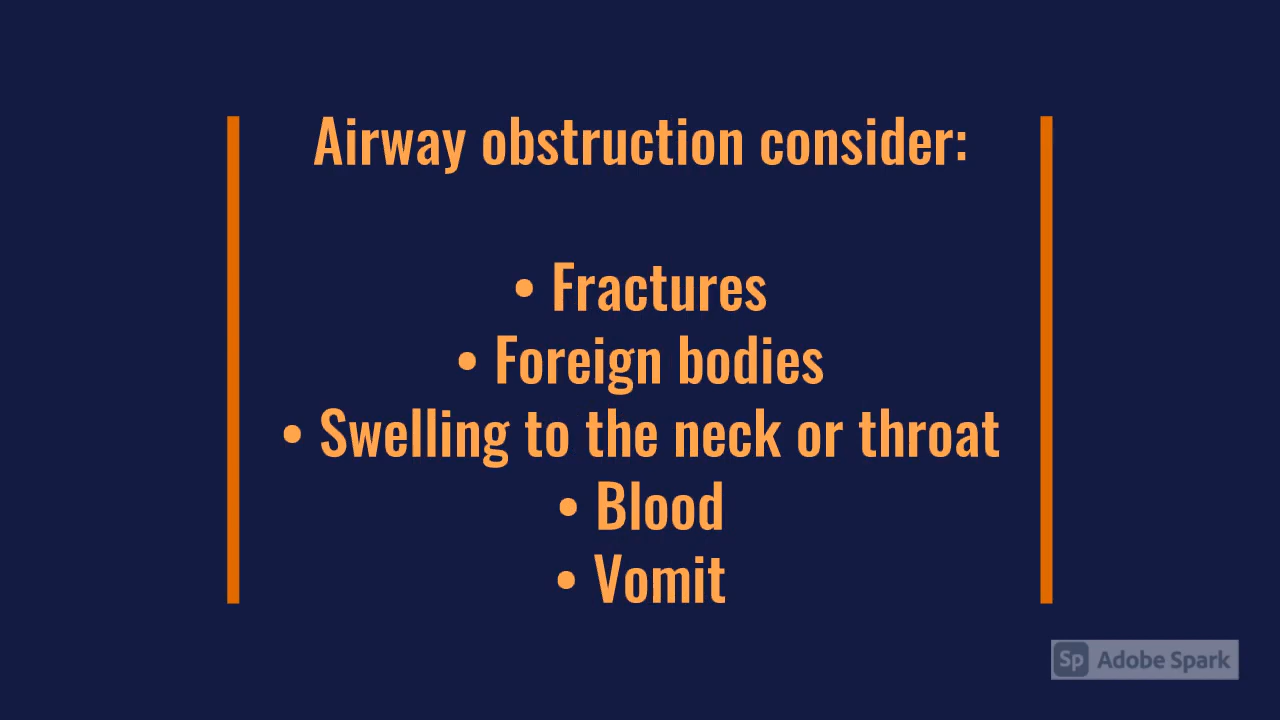 Airway obstruction consider:
• Fractures
• Foreign bodies
• Swelling to the neck or throat
• Blood
• Vomit
Sp Adobe Spark